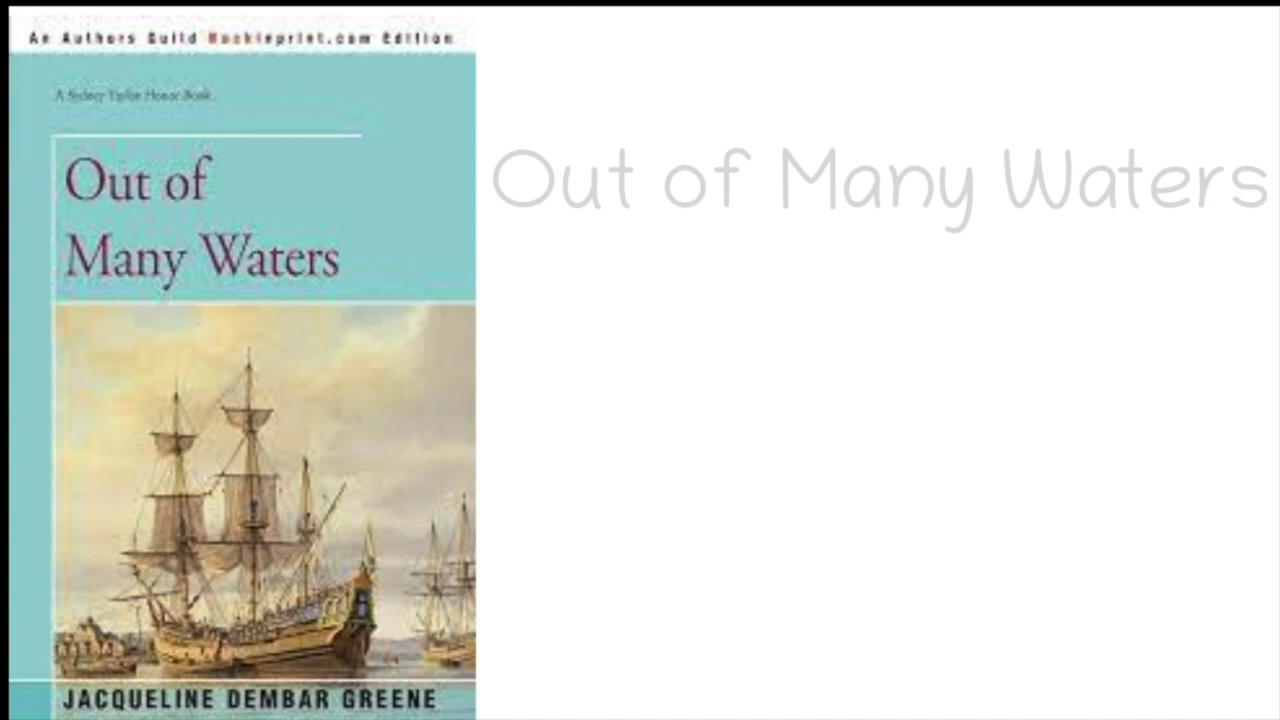 An Authors Guild Backinprint.com Edition
A Sydney Taylor Honor Book
Out of
Many Waters
JACQUELINE DEMBAR GREENE
Out of Many Waters